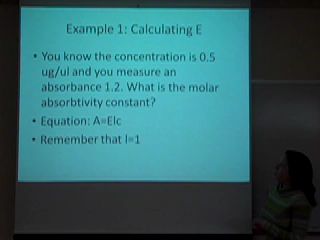 Example 1: Calculating E
• You know the concentration is 0.5
ug/ul and you measure an
absorbance 1.2. What is the molar
absorbtivity constant?
• Equation: A=Elc
• Remember that l=1